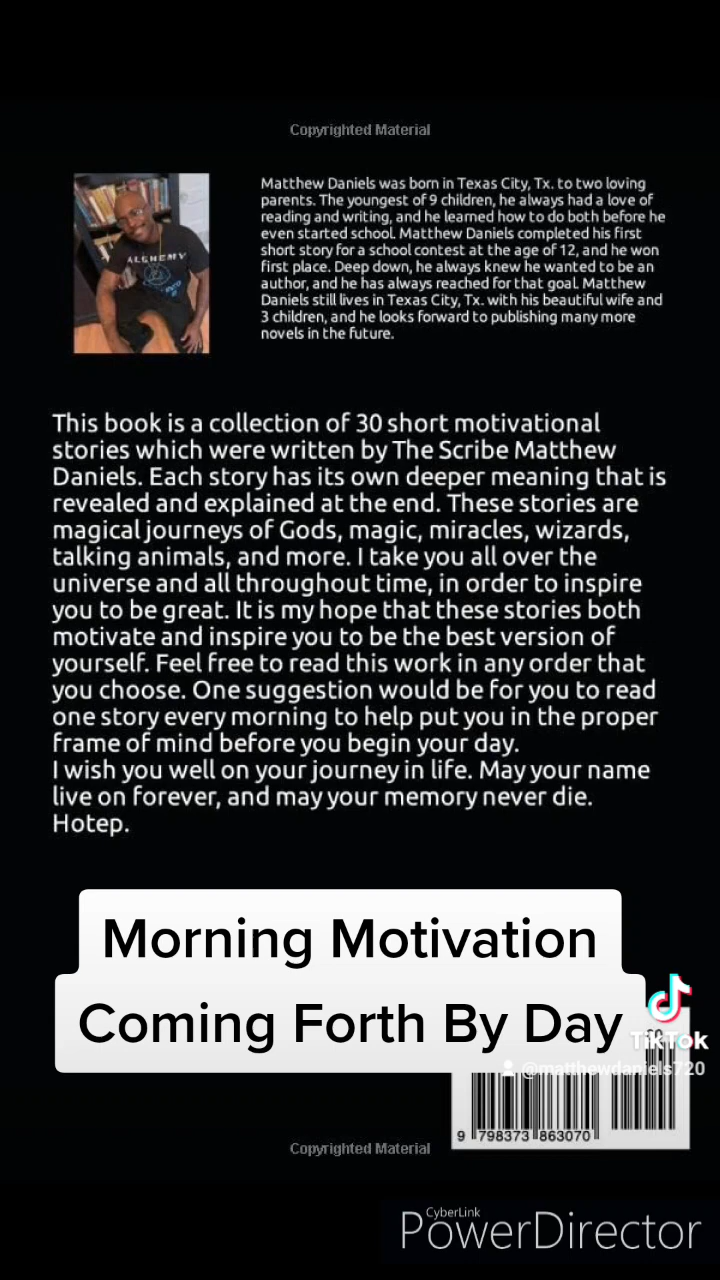 Copyrighted Material
ALCHEMY
Matthew Daniels was born in Texas City, Tx. to two loving
parents. The youngest of 9 children, he always had a love of
reading and writing, and he learned how to do both before he
even started school. Matthew Daniels completed his first
short story for a school contest at the age of 12, and he won
first place. Deep down, he always knew he wanted to be an
author, and he has always reached for that goal. Matthew
Daniels still lives in Texas City, Tx. with his beautiful wife and
3 children, and he looks forward to publishing many more
novels in the future.
This book is a collection of 30 short motivational
stories which were written by The Scribe Matthew
Daniels. Each story has its own deeper meaning that is
revealed and explained at the end. These stories are
magical journeys of Gods, magic, miracles, wizards,
talking animals, and more. I take you all over the
universe and all throughout time, in order to inspire
you to be great. It is my hope that these stories both
motivate and inspire you to be the best version of
yourself. Feel free to read this work in any order that
you choose. One suggestion would be for you to read
one story every morning to help put you in the proper
frame of mind before you begin your day.
I wish you well on your journey in life. May your name
live on forever, and may your memory never die.
Hotep.
Morning Motivation
Coming Forth By Day
TikTok
@matthewdaniels720
9 798373 863070
Copyrighted Material
CyberLink
PowerDirector